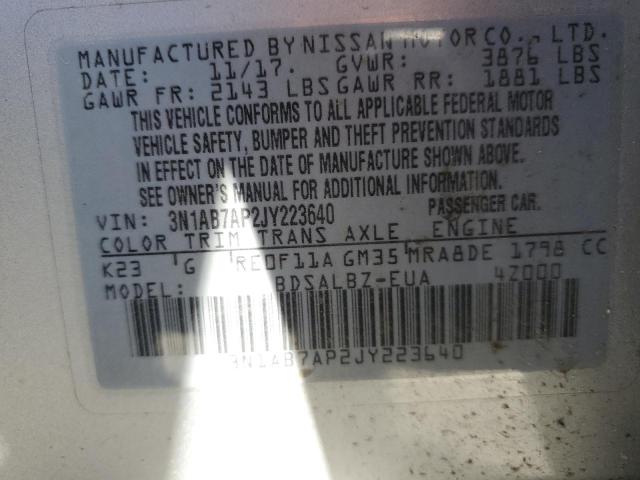 MANUFACTURED BY NISSAN MOTOR CO., LTD.
DATE: 11/17. GVWR: 3876 LBS
GAWR FR: 2143 LBS GAWR RR: 1881 LBS
THIS VEHICLE CONFORMS TO ALL APPLICABLE FEDERAL MOTOR
VEHICLE SAFETY, BUMPER AND THEFT PREVENTION STANDARDS
IN EFFECT ON THE DATE OF MANUFACTURE SHOWN ABOVE.
SEE OWNER'S MANUAL FOR ADDITIONAL INFORMATION.
VIN: 3N1AB7AP2JY223640 PASSENGER CAR.
COLOR TRIM TRANS AXLE ENGINE
K23 G RE0F11A GM35 MRA8DE 1798 CC
MODEL: BDSALBZ-EUA 4Z000
3N1AB7AP2JY223640